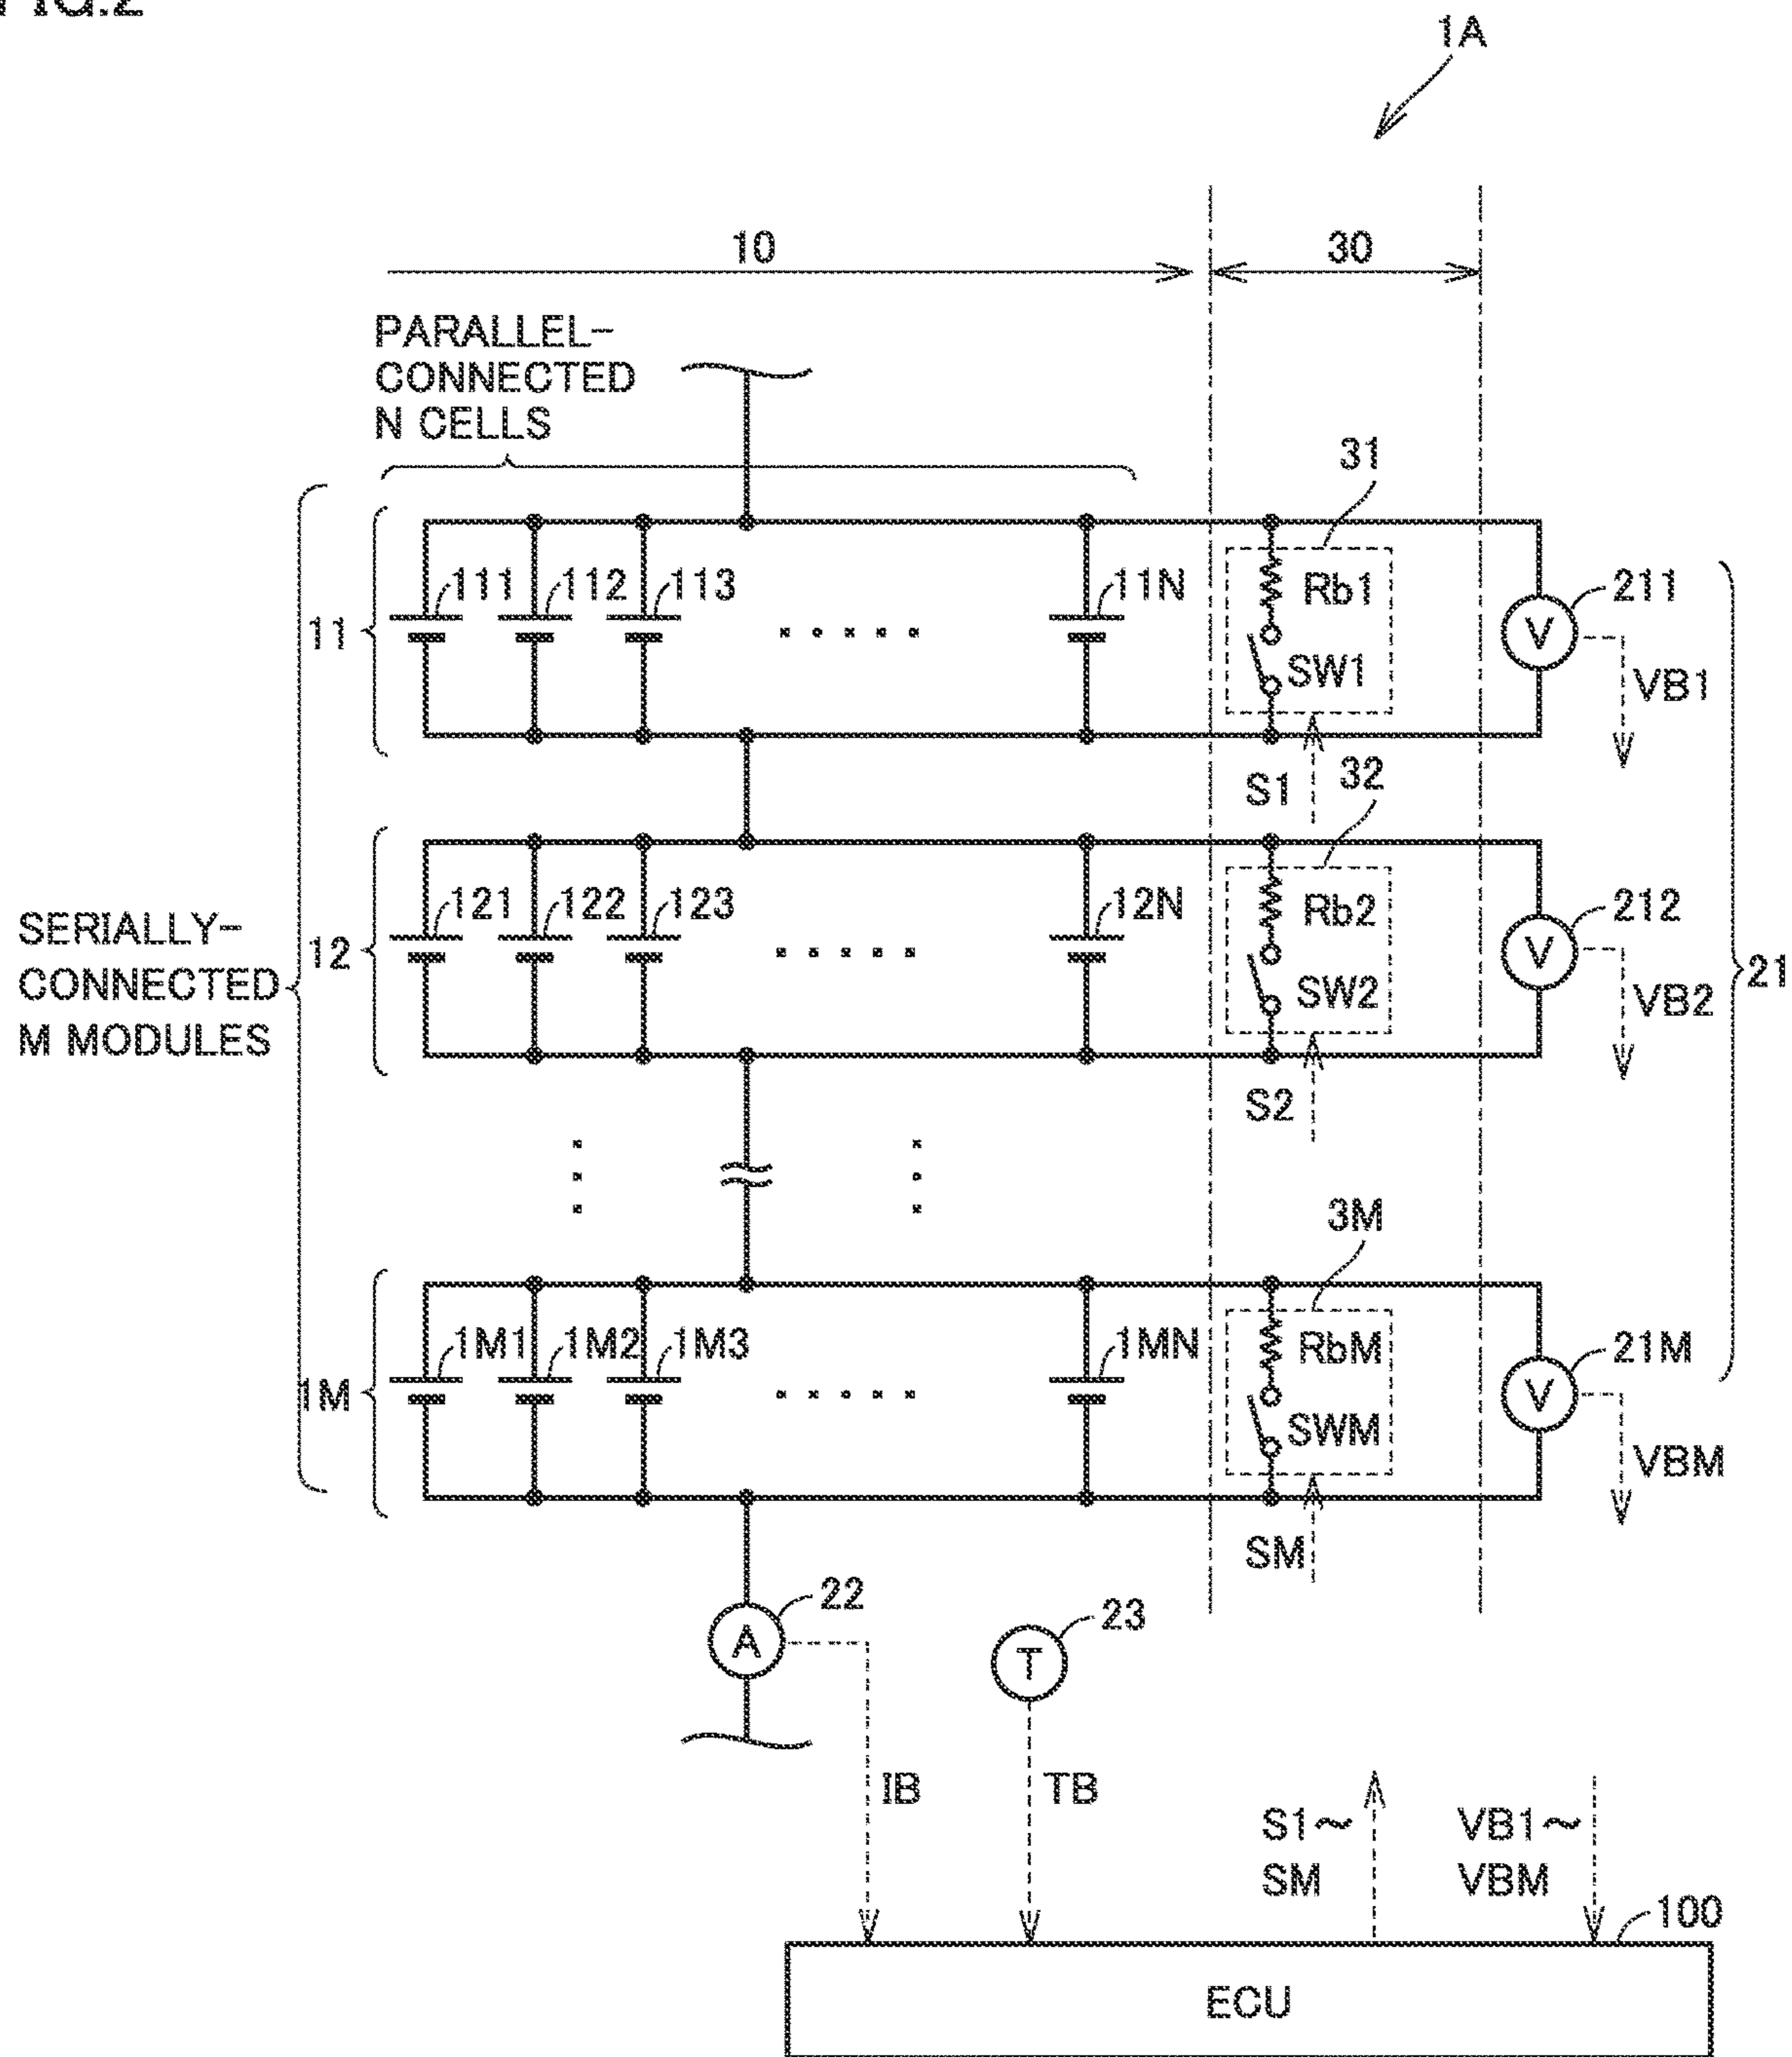 FIG.2
1A
10
30
PARALLEL-
CONNECTED
N CELLS
31
11
111
112
113
11N
Rb1
SW1
V
211
VB1
S1
32
SERIALLY-
CONNECTED
M MODULES
12
121
122
123
12N
Rb2
SW2
V
212
VB2
21
S2
3M
1M
1M1
1M2
1M3
1MN
RbM
SWM
V
21M
VBM
SM
A
22
T
23
IB
TB
S1~
SM
VB1~
VBM
100
ECU